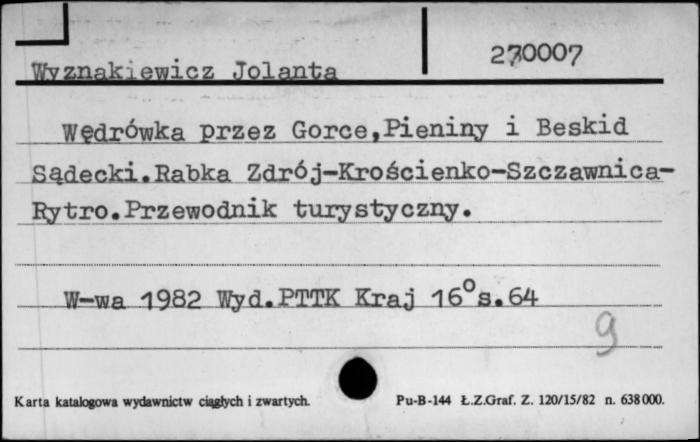 Wyznakiewicz Jolanta 270007
Wędrówka przez Gorce,Pieniny i Beskid
Sądecki.Rabka Zdrój-Krościenko-Szczawnica-
Rytro.Przewodnik turystyczny.
W-wa 1982 Wyd.PTTK Kraj 16°s.64
9
Karta katalogowa wydawnictw ciągłych i zwartych. Pu-B-144 Ł.Z.Graf. Z. 120/15/82 n. 638000.